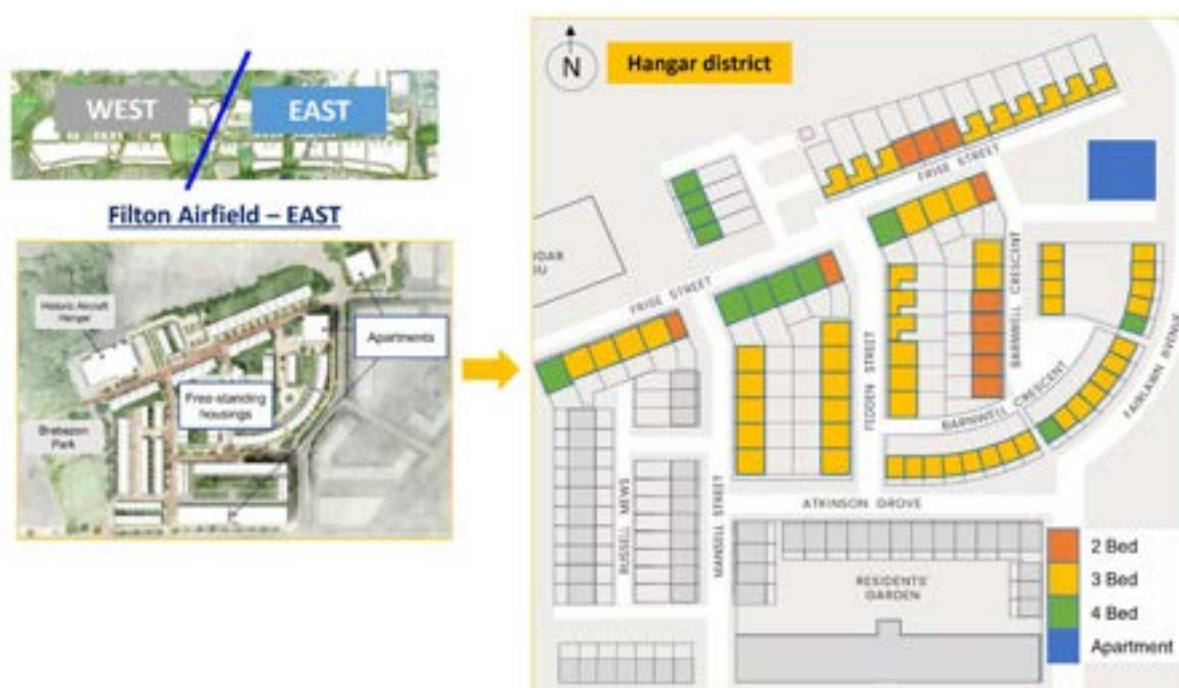 WEST
EAST
Filton Airfield – EAST
Historic Aircraft
Hanger
Apartments
Free-standing
housings
Brabazon
Park
N
Hangar district
FRISE STREET
FRISE STREET
BARNWELL CRESCENT
BARNWELL CRESCENT
FAIRLAWN AVENUE
FEDDEN STREET
RUSSELL MEWS
MANSELL STREET
ATKINSON GROVE
RESIDENTS'
GARDEN
2 Bed
3 Bed
4 Bed
Apartment